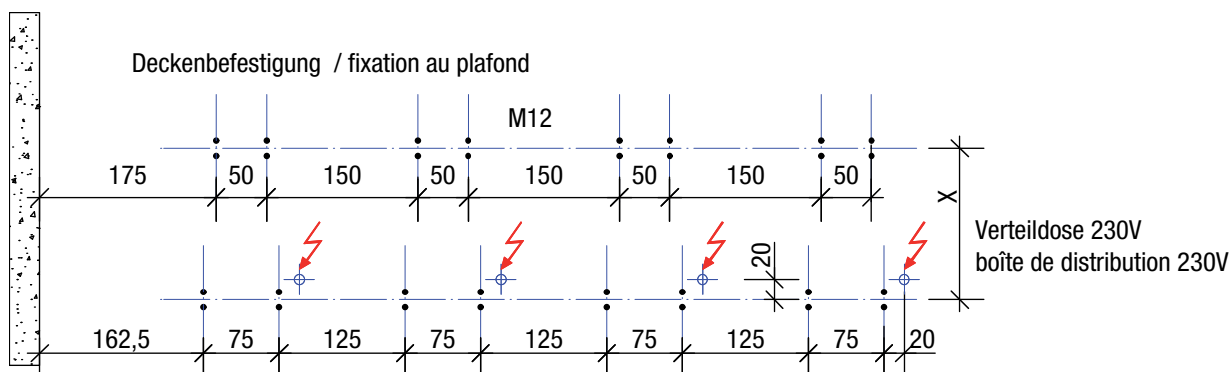 Deckenbefestigung / fixation au plafond
M12
175 50 150 50 150 50 150 50
X
Verteildose 230V
boîte de distribution 230V
20
162,5 75 125 75 125 75 125 75 20